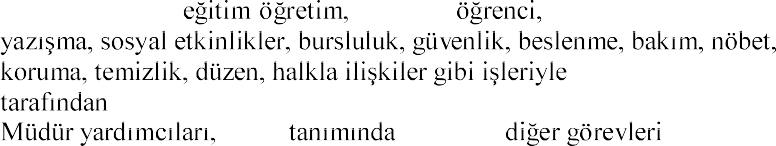 eğitim öğretim, öğrenci,
yazışma, sosyal etkinlikler, bursluluk, güvenlik, beslenme, bakım, nöbet,
koruma, temizlik, düzen, halkla ilişkiler gibi işleriyle
tarafından
Müdür yardımcıları, tanımında diğer görevleri